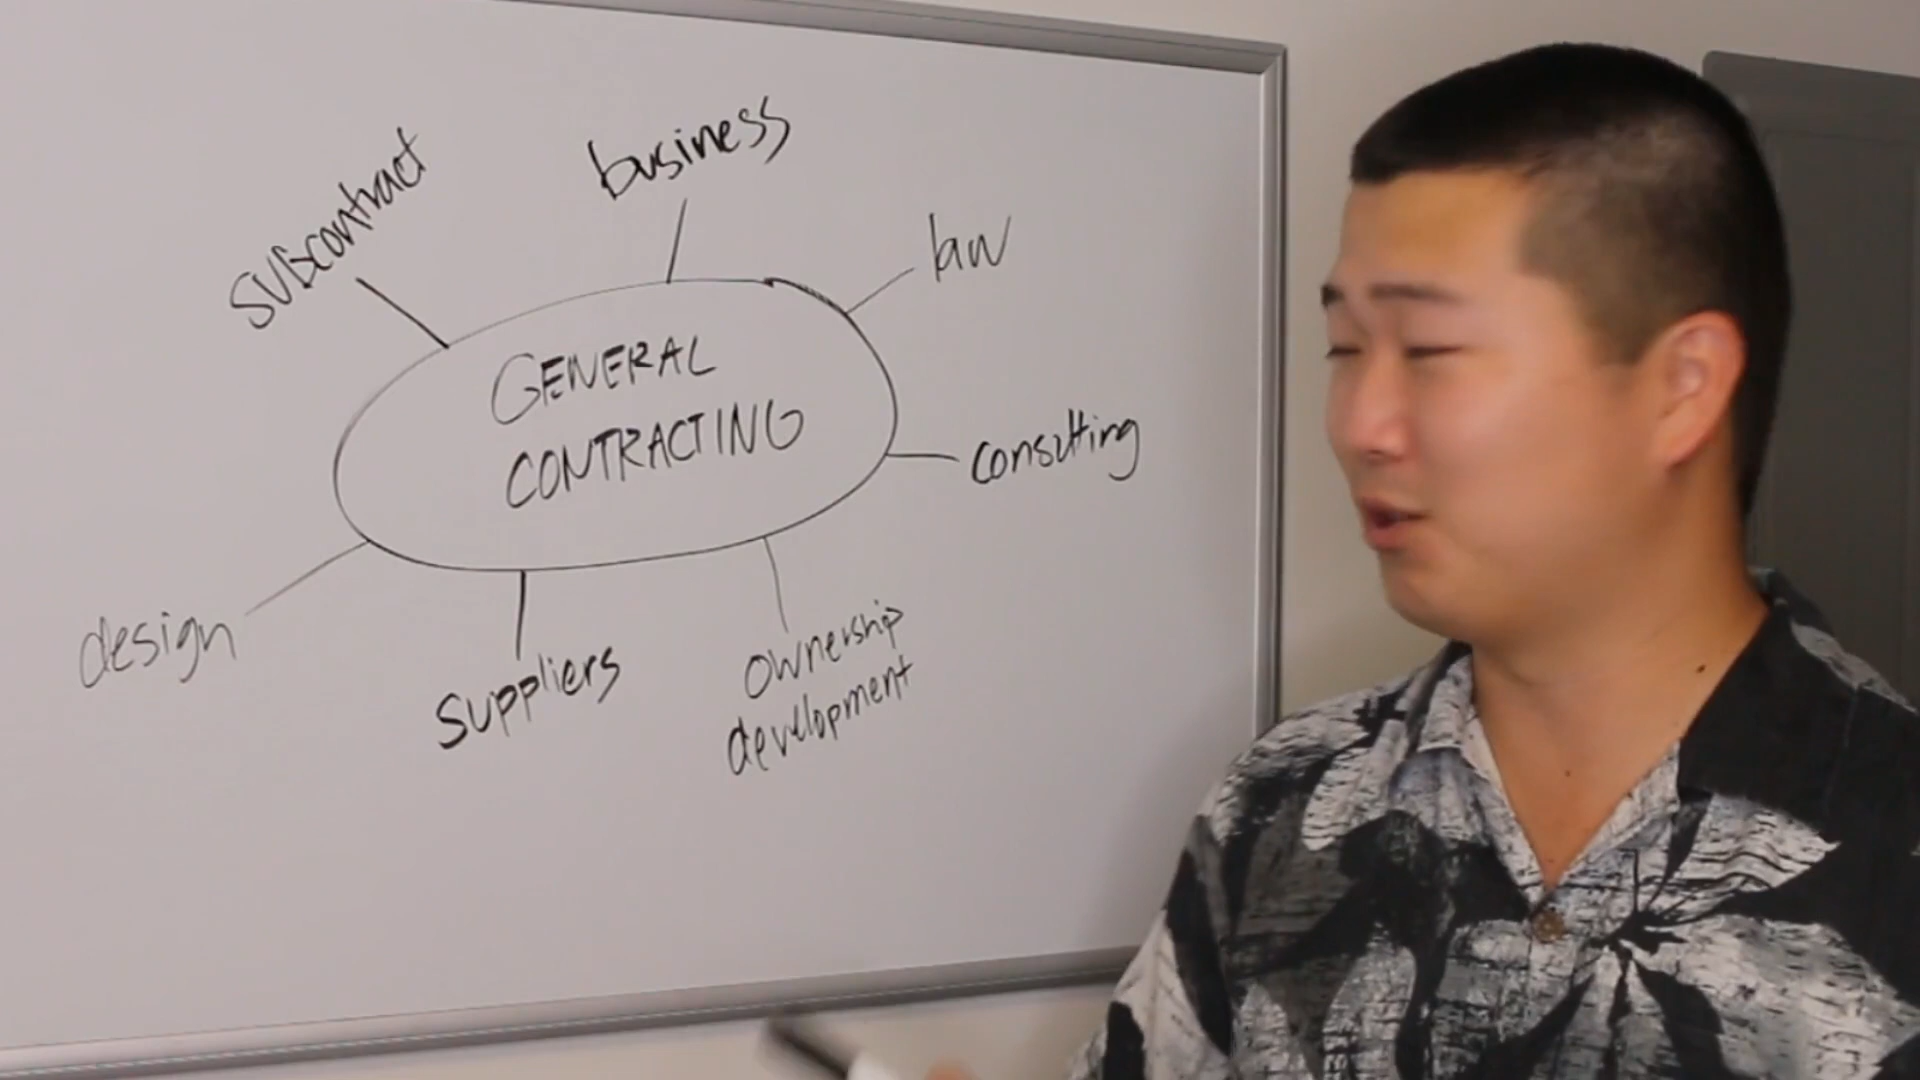 subcontract
business
law
GENERAL
CONTRACTING
consulting
design
suppliers
ownership
development